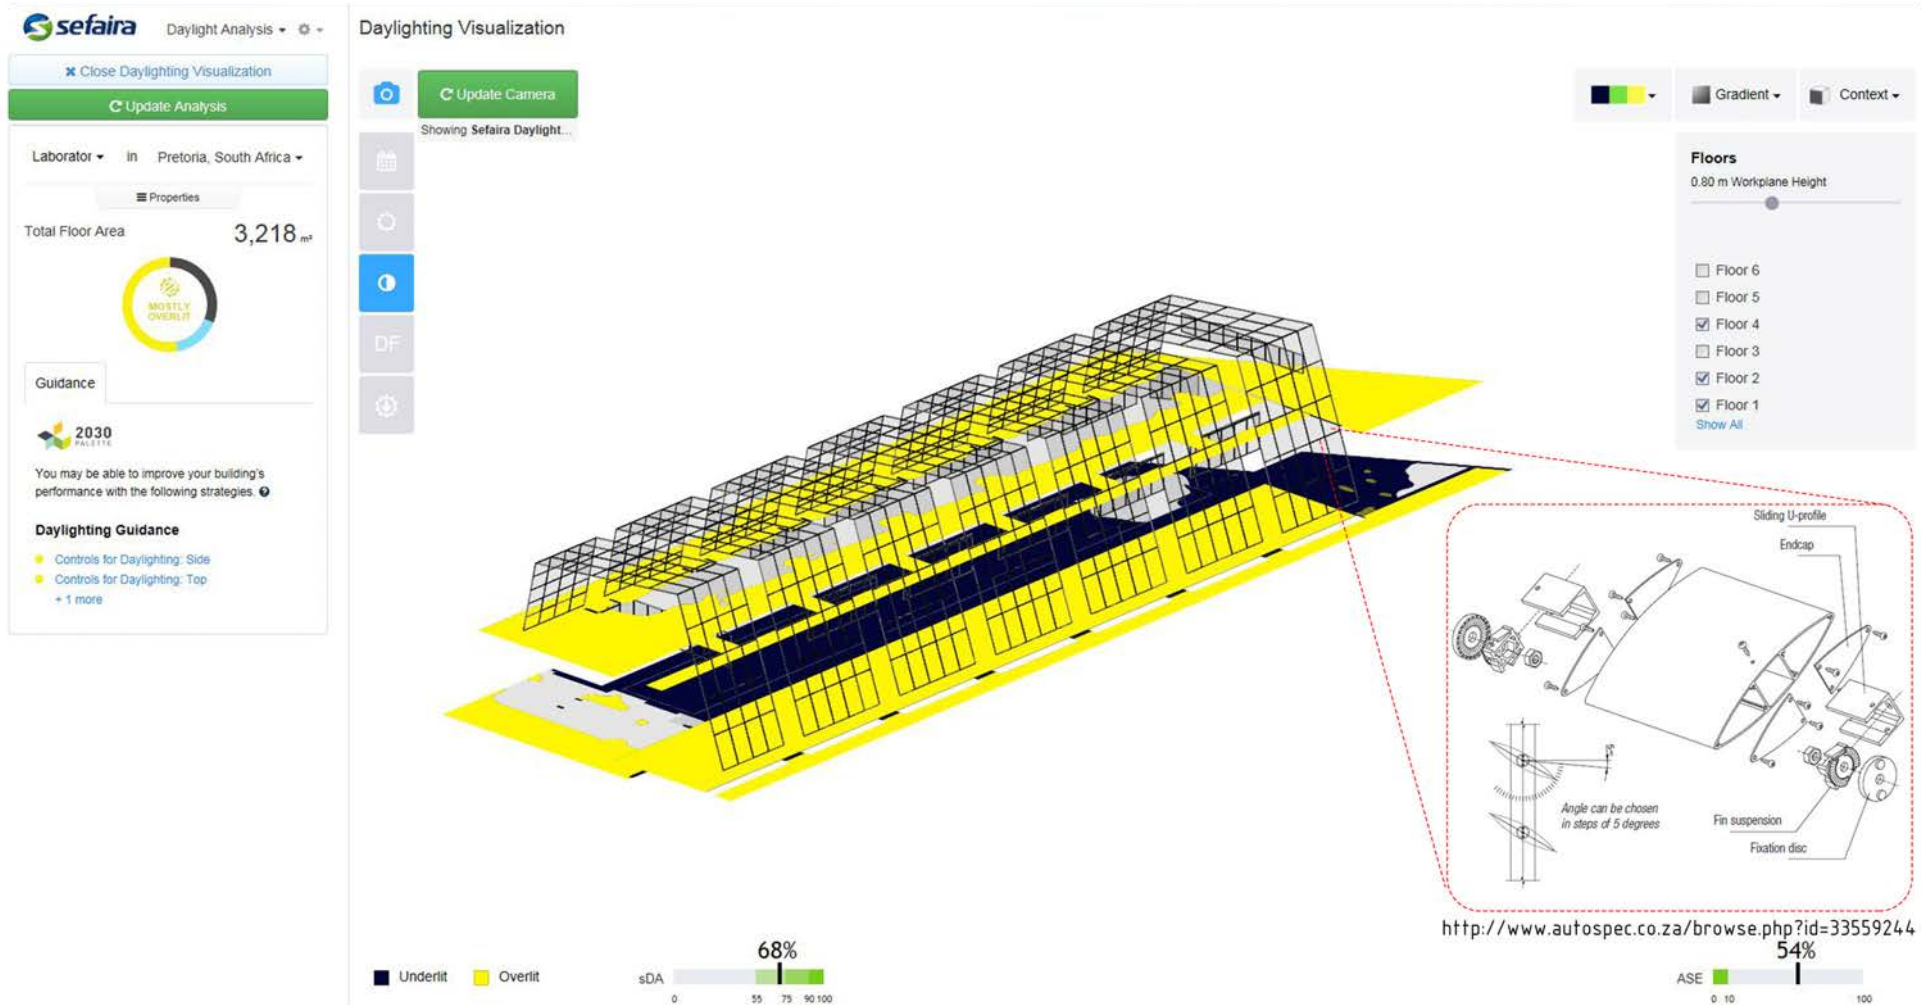 sefaira
Daylight Analysis
Close Daylighting Visualization
Update Analysis
Laborator in Pretoria, South Africa
Properties
Total Floor Area 3,218 m²
MOSTLY
OVERLIT
Guidance
2030
PALETTE
You may be able to improve your building's
performance with the following strategies.
Daylighting Guidance
Controls for Daylighting: Side
Controls for Daylighting: Top
+ 1 more
Daylighting Visualization
Update Camera
Showing Sefaira Daylight...
DF
Gradient
Context
Floors
0.80 m Workplane Height
Floor 6
Floor 5
Floor 4
Floor 3
Floor 2
Floor 1
Show All
Sliding U-profile
Endcap
5°
Angle can be chosen
in steps of 5 degrees
Fin suspension
Fixation disc
http://www.autospec.co.za/browse.php?id=33559244
Underlit
Overlit
68%
sDA
0 55 75 90 100
54%
ASE
0 10 100